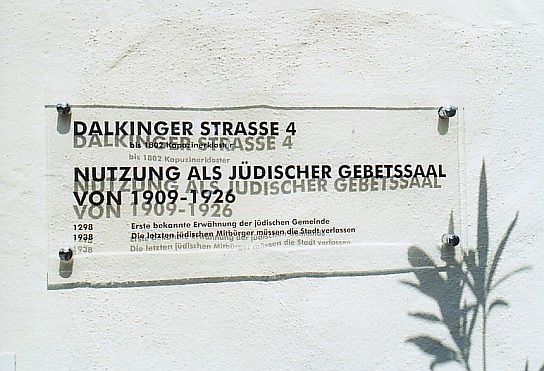 DALKINGER STRASSE 4
bis 1802 Kapuzinerkloster
NUTZUNG ALS JÜDISCHER GEBETSSAAL
VON 1909-1926
1298 Erste bekannte Erwähnung der jüdischen Gemeinde
1938 Die letzten jüdischen Mitbürger müssen die Stadt verlassen